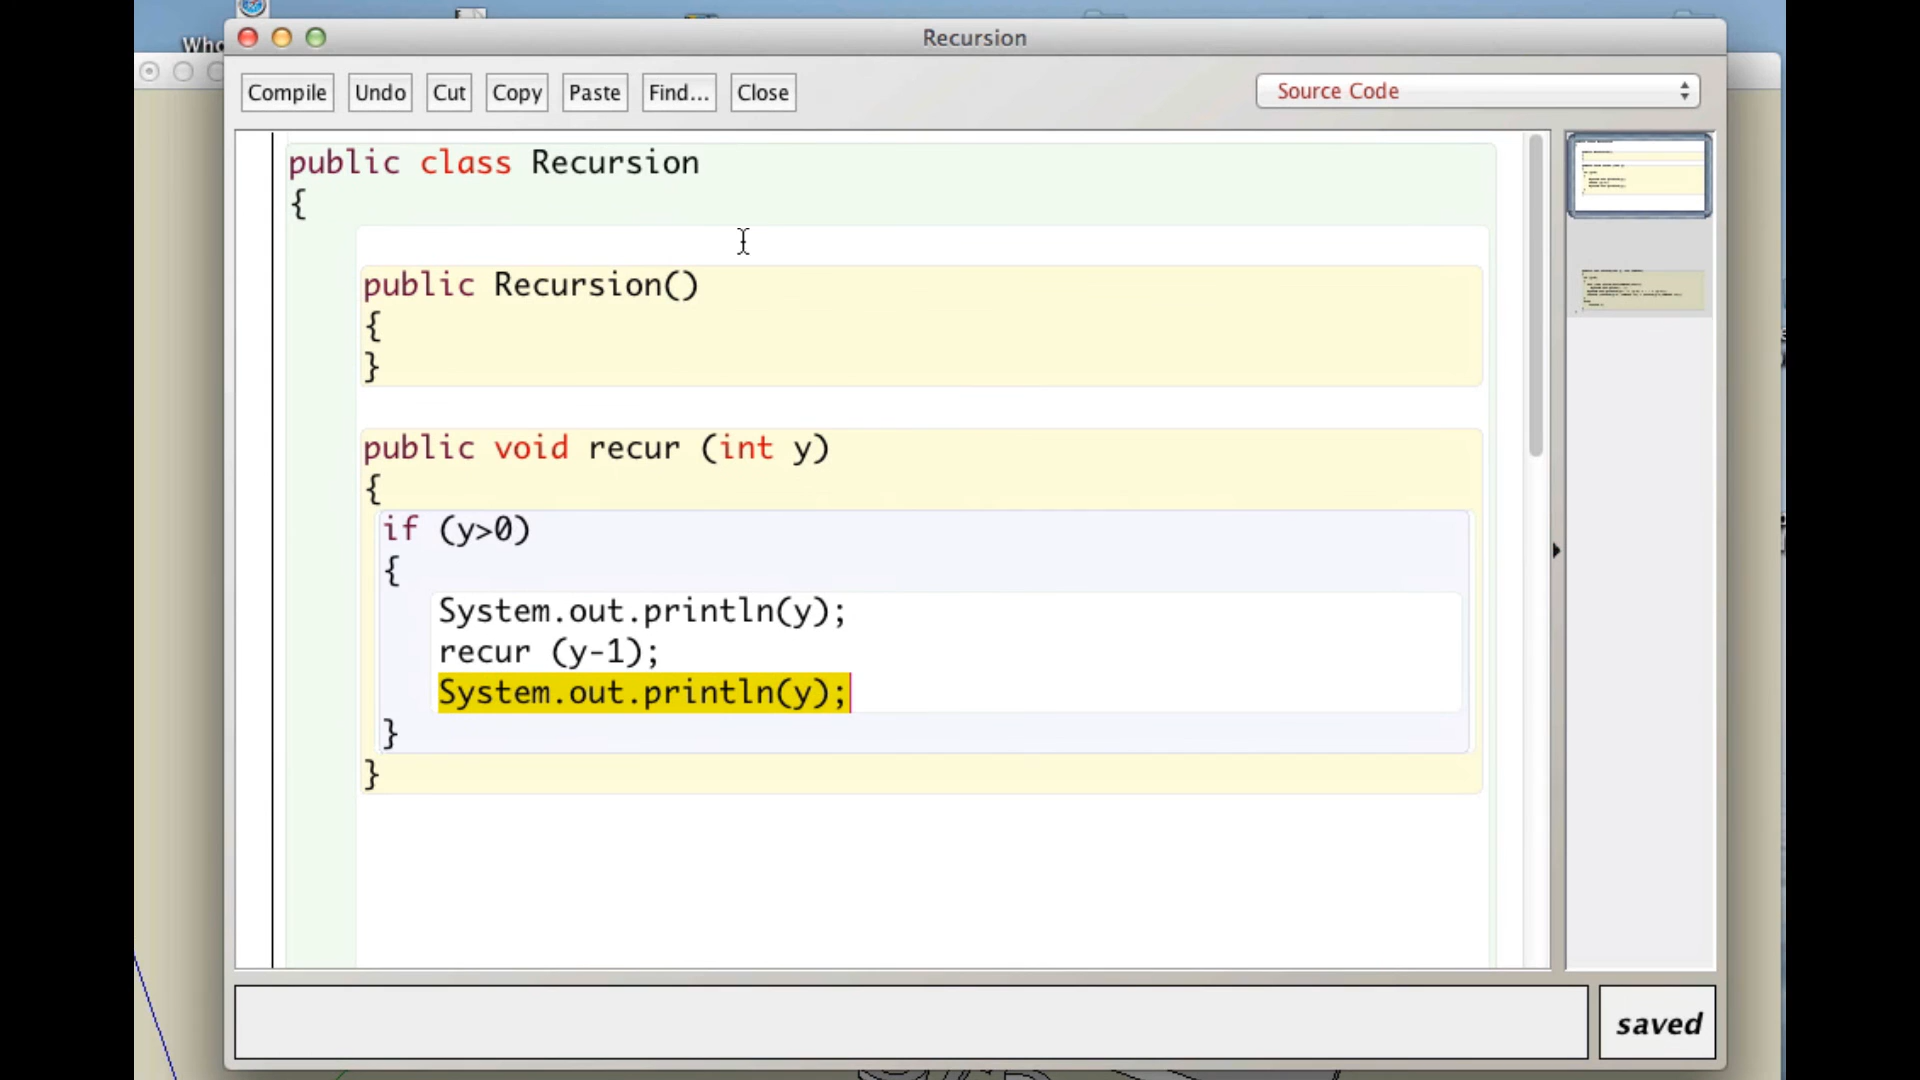 Who
Recursion
Compile Undo Cut Copy Paste Find... Close Source Code
public class Recursion
{
public Recursion()
{
}
public void recur (int y)
{
if (y>0)
{
System.out.println(y);
recur (y-1);
System.out.println(y);
}
}
saved